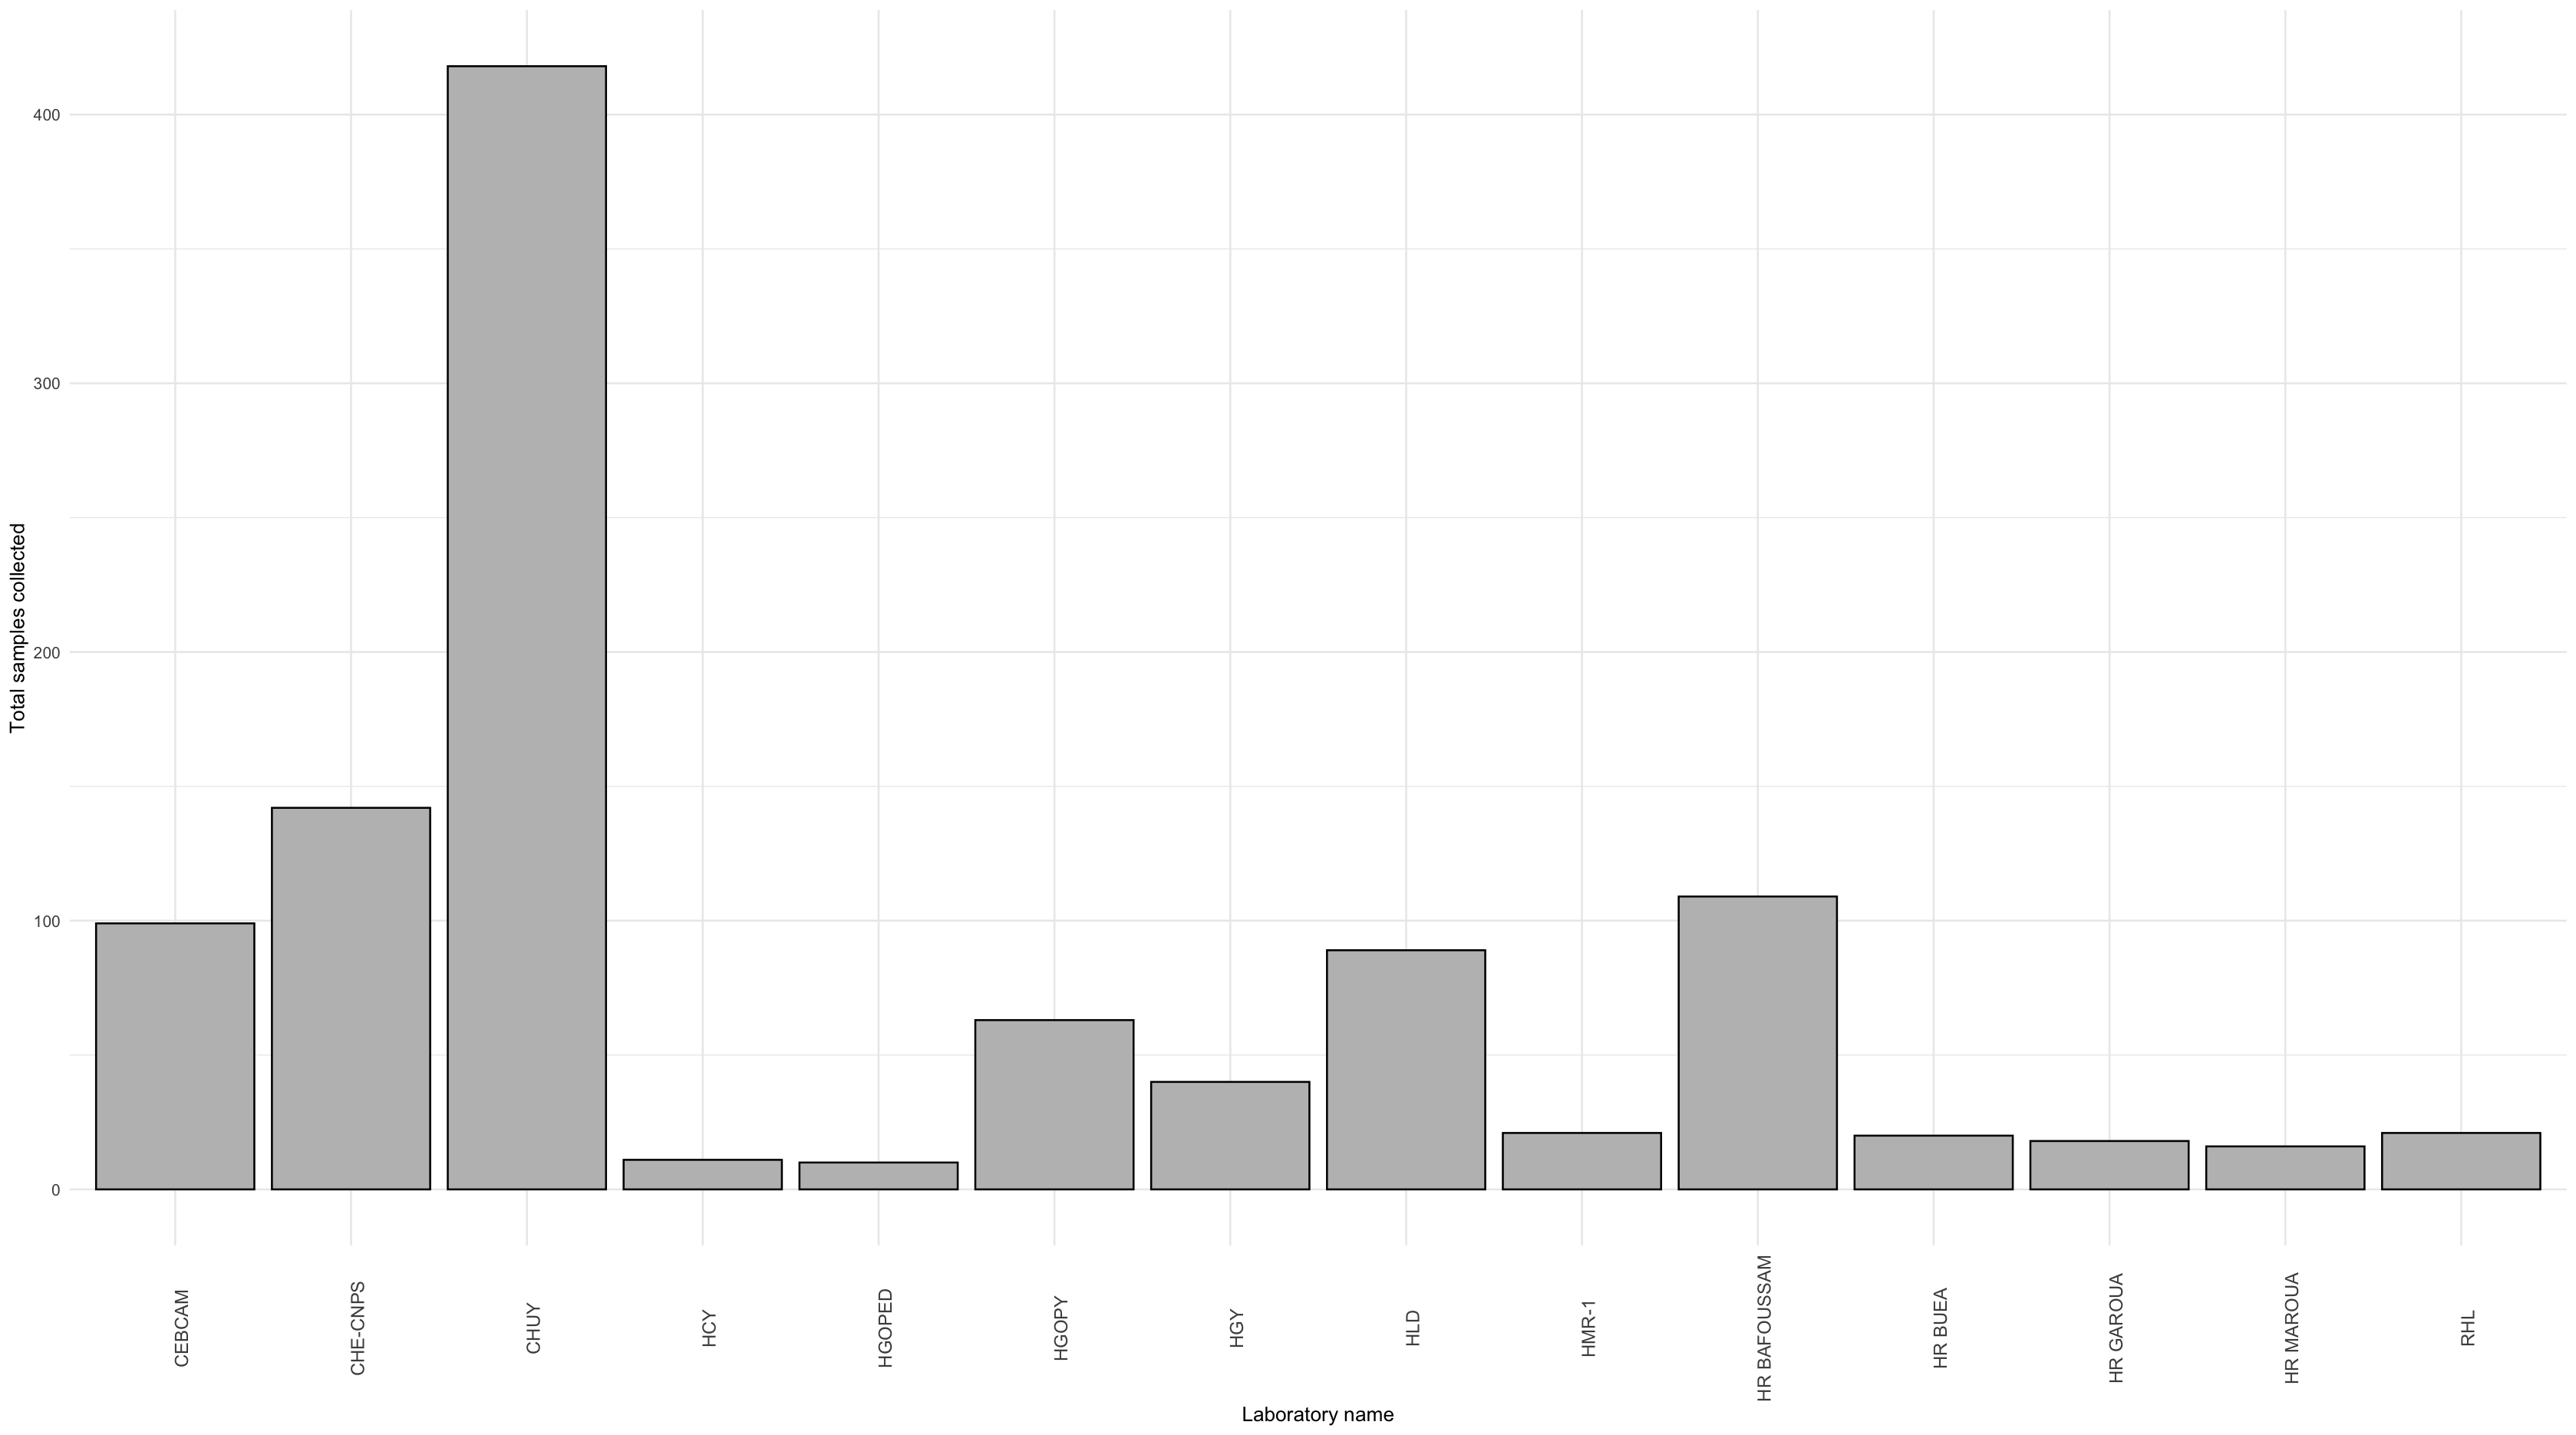 Total samples collected
400
300
200
100
0
CEBCAM
CHE-CNPS
CHUY
HCY
HGOPED
HGOPY
HGY
HLD
HMR-1
HR BAFOUSSAM
HR BUEA
HR GAROUA
HR MAROUA
RHL
Laboratory name